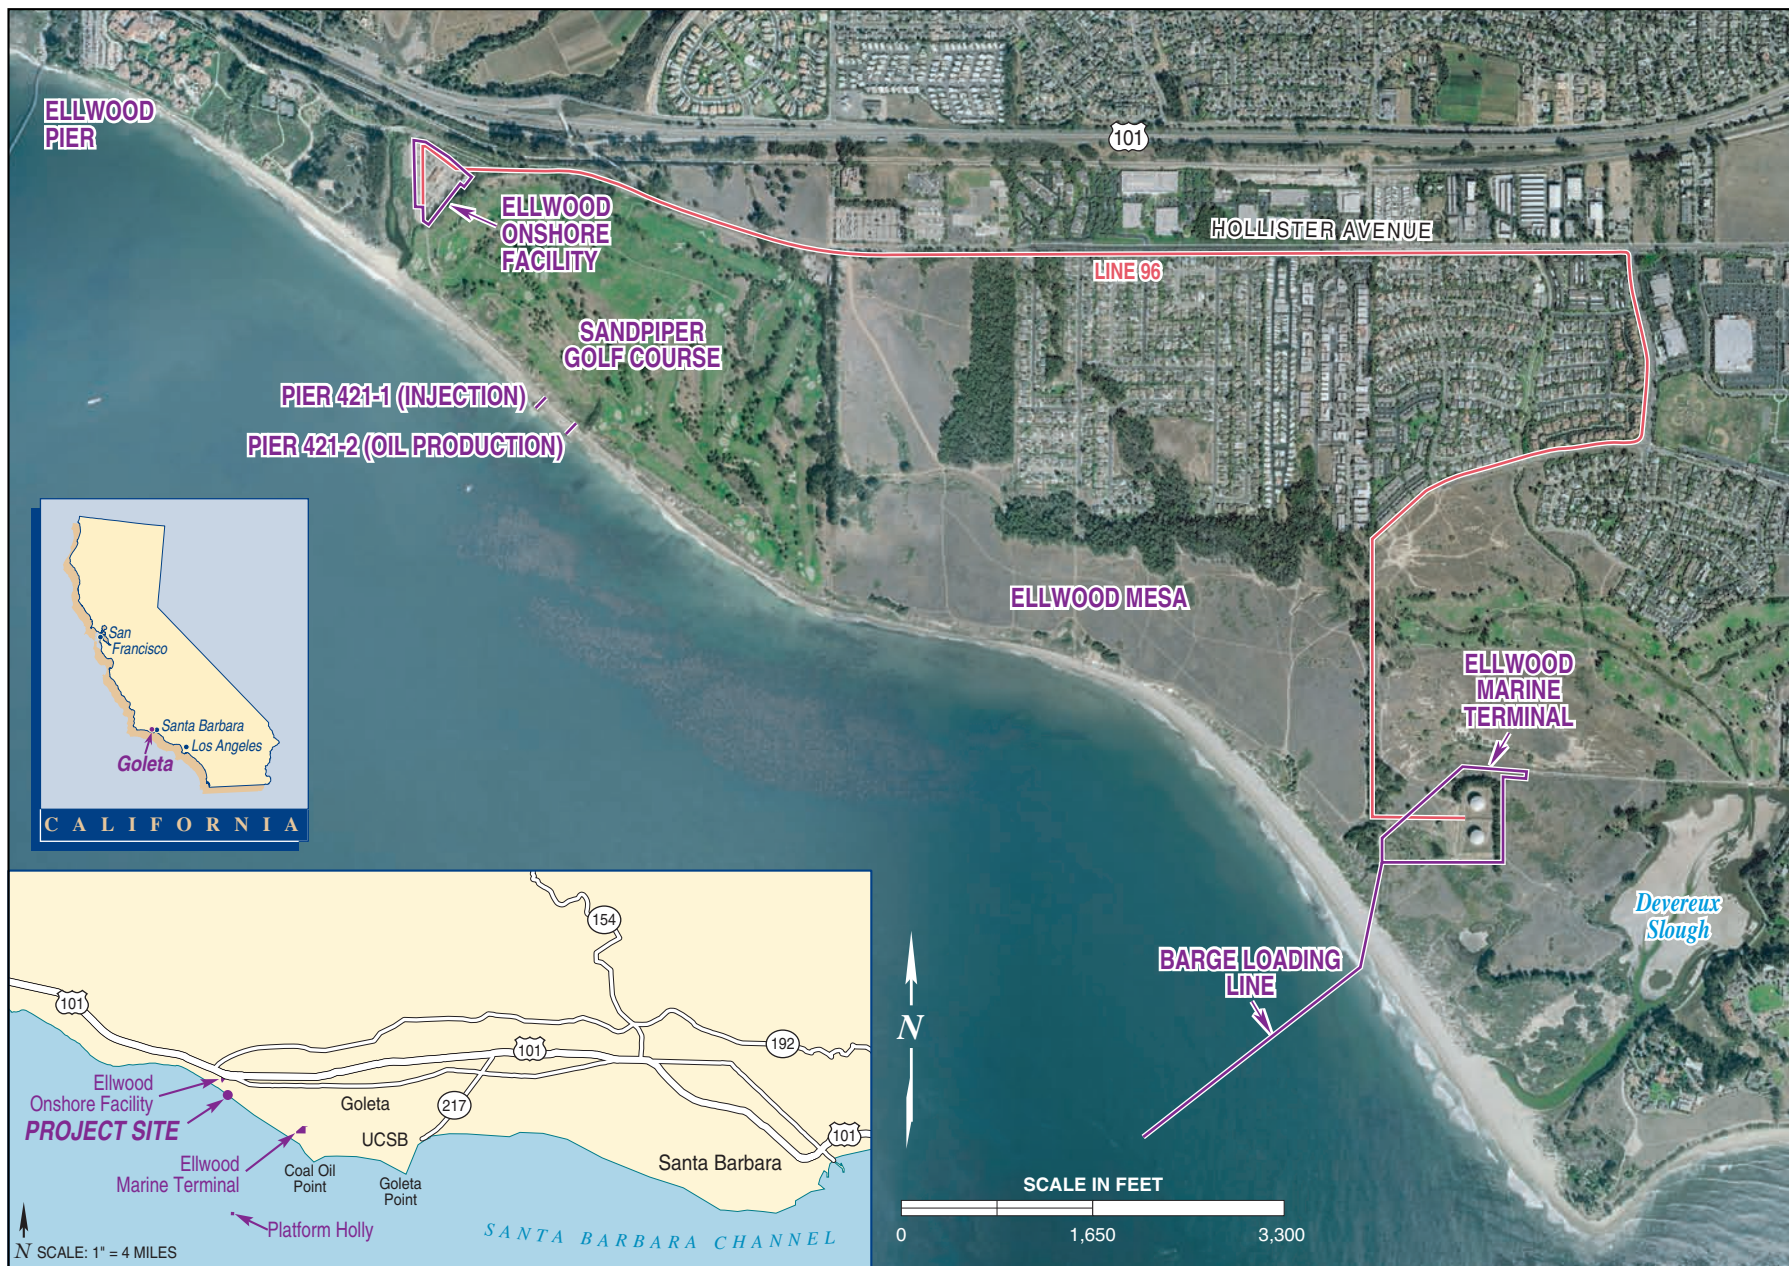 ELLWOOD
PIER
101
ELLWOOD
ONSHORE
FACILITY
HOLLISTER AVENUE
LINE 96
SANDPIPER
GOLF COURSE
PIER 421-1 (INJECTION)
PIER 421-2 (OIL PRODUCTION)
ELLWOOD MESA
ELLWOOD
MARINE
TERMINAL
Devereux
Slough
BARGE LOADING
LINE
N
SCALE IN FEET
0 1,650 3,300
San
Francisco
Santa Barbara
Los Angeles
Goleta
CALIFORNIA
154
101
192
101
217
101
Ellwood
Onshore Facility
PROJECT SITE
Goleta
UCSB
Ellwood
Marine Terminal
Coal Oil
Point
Goleta
Point
Santa Barbara
Platform Holly
SANTA BARBARA CHANNEL
N SCALE: 1" = 4 MILES